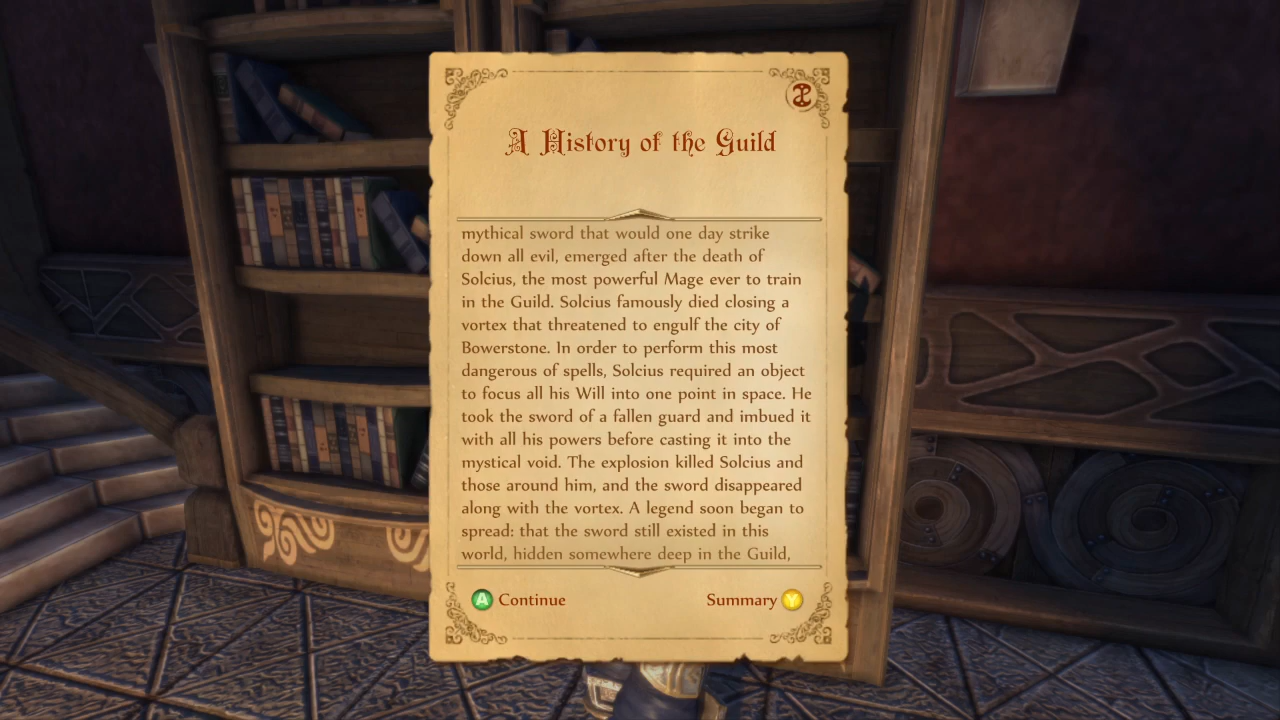 A History of the Guild
mythical sword that would one day strike
down all evil, emerged after the death of
Solcius, the most powerful Mage ever to train
in the Guild. Solcius famously died closing a
vortex that threatened to engulf the city of
Bowerstone. In order to perform this most
dangerous of spells, Solcius required an object
to focus all his Will into one point in space. He
took the sword of a fallen guard and imbued it
with all his powers before casting it into the
mystical void. The explosion killed Solcius and
those around him, and the sword disappeared
along with the vortex. A legend soon began to
spread: that the sword still existed in this
world, hidden somewhere deep in the Guild,
A Continue
Summary Y